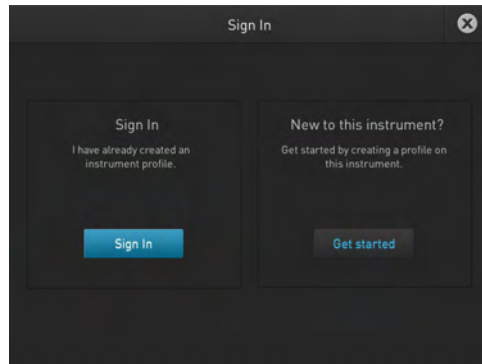 Sign In
Sign In
I have already created an
instrument profile.
Sign In
New to this instrument?
Get started by creating a profile on
this instrument.
Get started